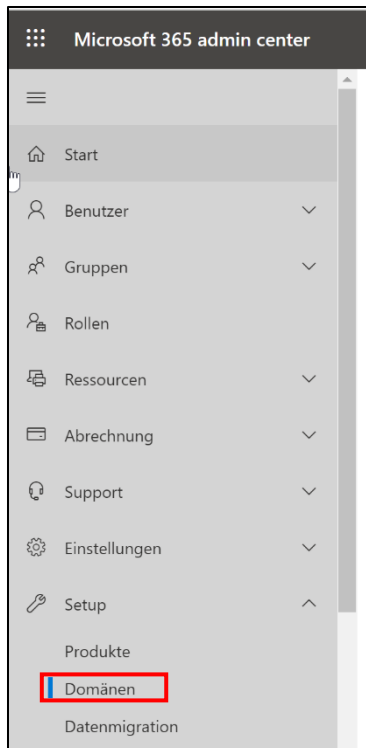 Microsoft 365 admin center
Start
Benutzer
Gruppen
Rollen
Ressourcen
Abrechnung
Support
Einstellungen
Setup
Produkte
Domänen
Datenmigration